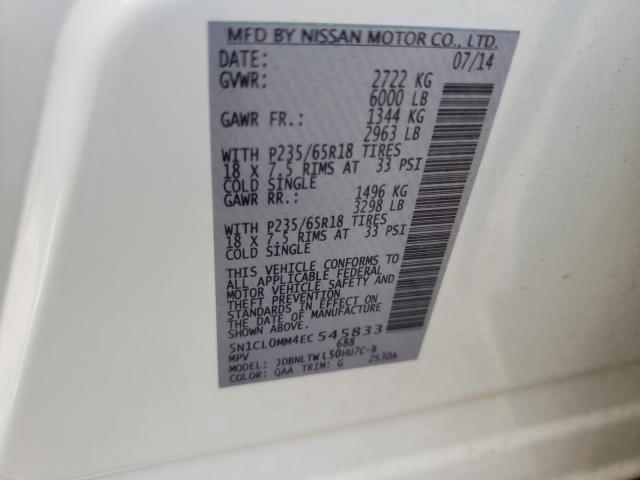 MFD BY NISSAN MOTOR CO., LTD.
DATE: 07/14
GVWR: 2722 KG
6000 LB
GAWR FR.: 1344 KG
2963 LB
WITH P235/65R18 TIRES
18 X 7.5 RIMS AT 33 PSI
COLD SINGLE
GAWR RR.: 1496 KG
3298 LB
WITH P235/65R18 TIRES
18 X 7.5 RIMS AT 33 PSI
COLD SINGLE
THIS VEHICLE CONFORMS TO
ALL APPLICABLE FEDERAL
MOTOR VEHICLE SAFETY AND
THEFT PREVENTION
STANDARDS IN EFFECT ON
THE DATE OF MANUFACTURE
SHOWN ABOVE.
5N1CL0MM4EC545833
MPV 688
MODEL: JDBNLTWL50HU7C-B
COLOR: QAA TRIM: G ZS30A